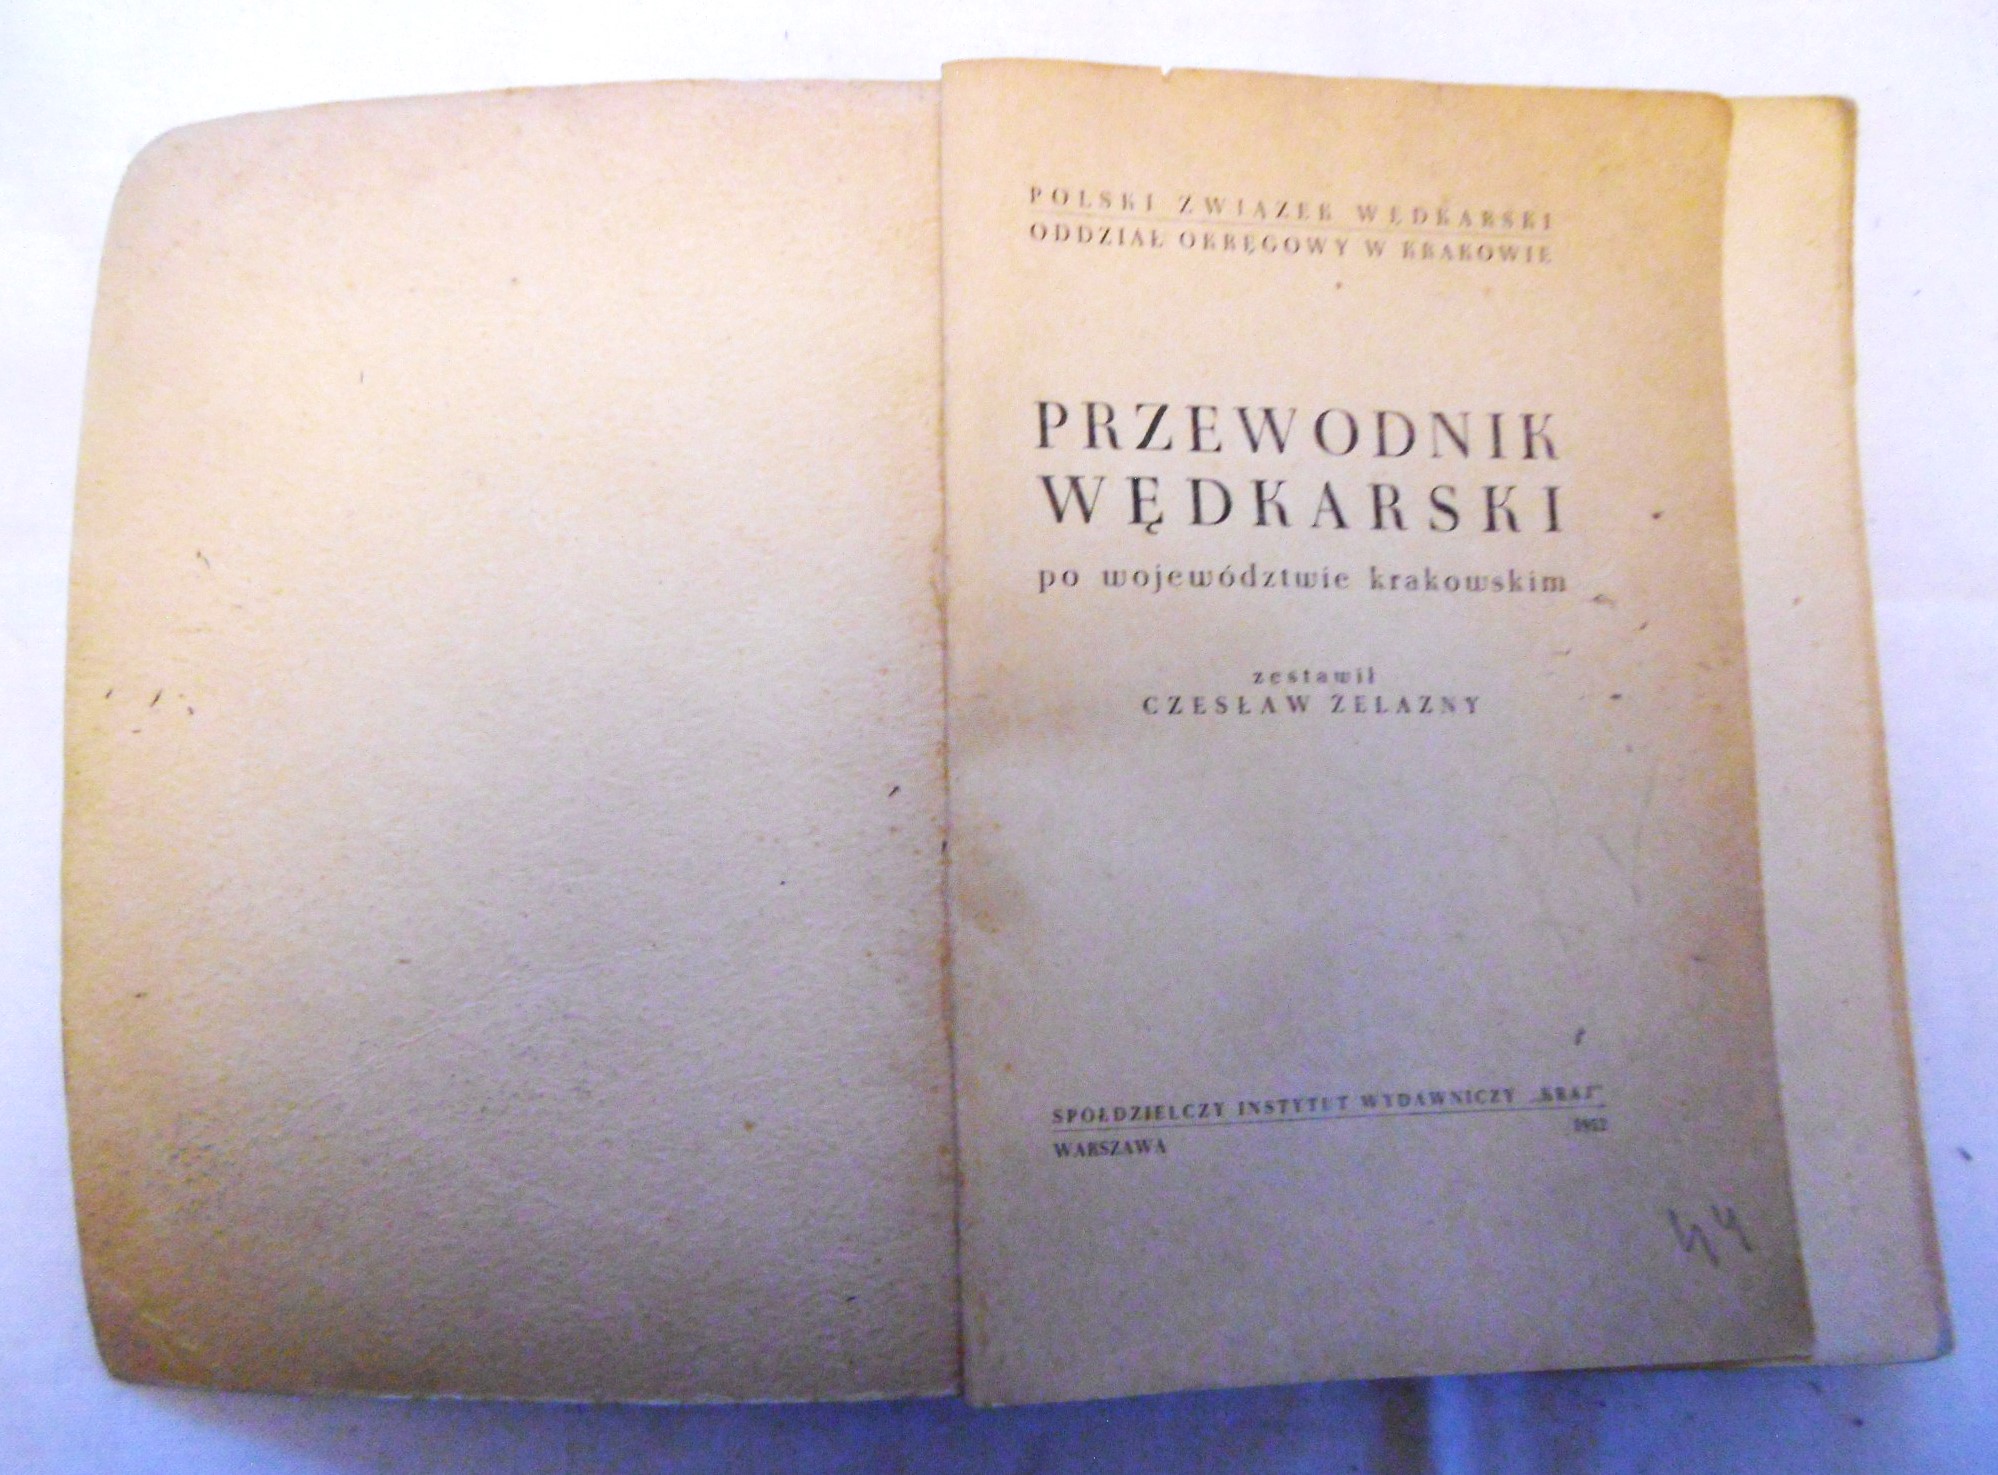 POLSKI ZWIĄZEK WĘDKARSKI
ODDZIAŁ OKRĘGOWY W KRAKOWIE
PRZEWODNIK
WĘDKARSKI
po województwie krakowskim
zestawił
CZESŁAW ŻELAZNY
SPÓŁDZIELCZY INSTYTUT WYDAWNICZY „KRAJ”
WARSZAWA 1952
44